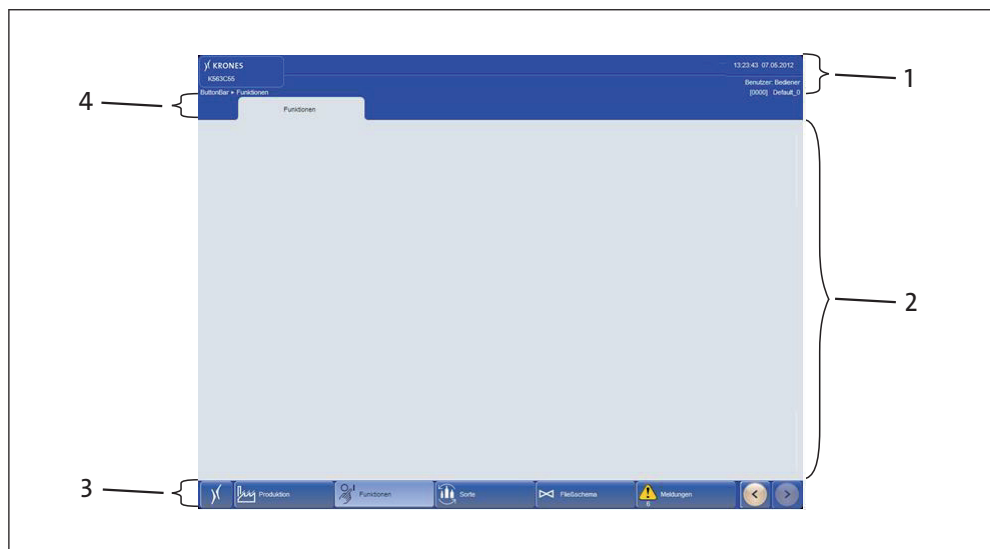 KRONES
K563C55
13:23:43 07.05.2012
Benutzer: Bediener
[0000] Default_0
ButtonBar ▸ Funktionen
Funktionen
1
4
2
3
Produktion
Funktionen
Sorte
Fließschema
6
Meldungen